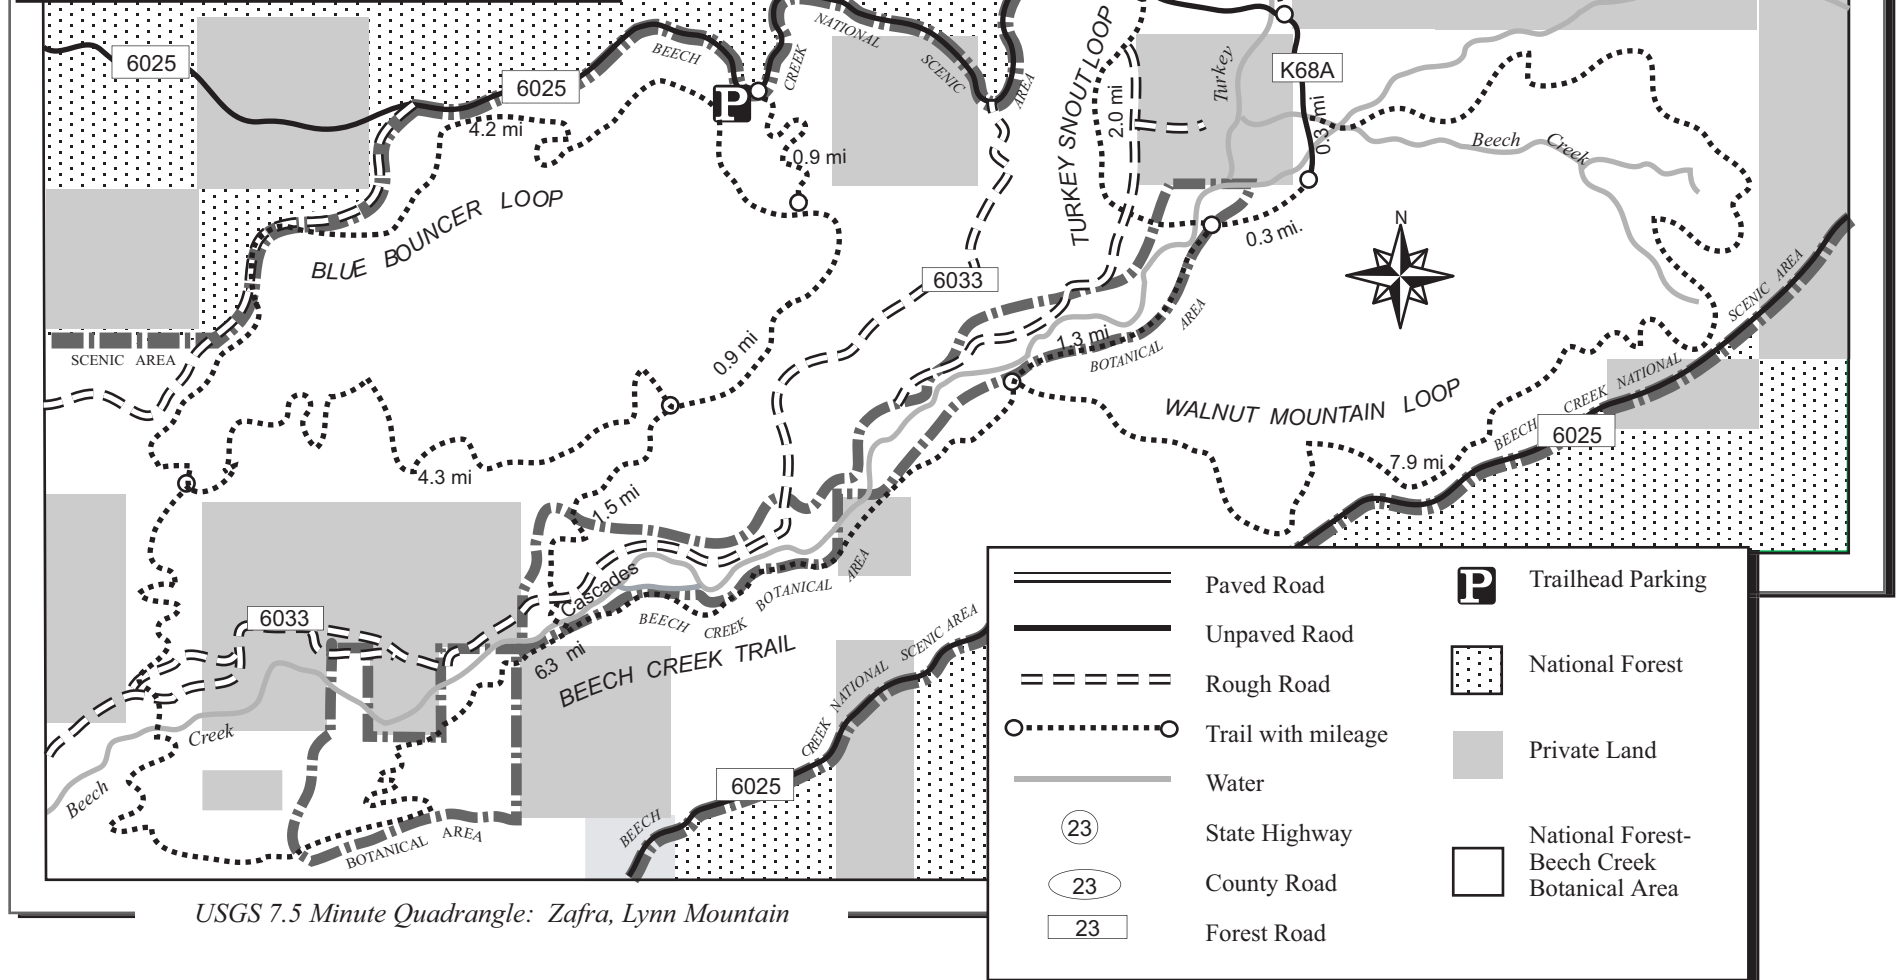 NATIONAL
SCENIC
AREA
BEECH
CREEK
6025
6025
4.2 mi
0.9 mi
BLUE BOUNCER LOOP
TURKEY SNOUT LOOP
2.0 mi
Turkey
K68A
0.3 mi
Beech Creek
0.3 mi.
N
6033
SCENIC AREA
SCENIC AREA
0.9 mi
1.3 mi
BOTANICAL AREA
WALNUT MOUNTAIN LOOP
BEECH CREEK NATIONAL
6025
7.9 mi
4.3 mi
1.5 mi
Cascades
BEECH CREEK BOTANICAL AREA
6033
63 mi
BEECH CREEK TRAIL
Creek
Beech
BEECH CREEK NATIONAL SCENIC AREA
6025
BOTANICAL AREA
USGS 7.5 Minute Quadrangle: Zafra, Lynn Mountain
P
Paved Road
Unpaved Raod
Rough Road
Trail with mileage
Water
23 State Highway
23 County Road
23 Forest Road
P Trailhead Parking
National Forest
Private Land
National Forest-
Beech Creek
Botanical Area